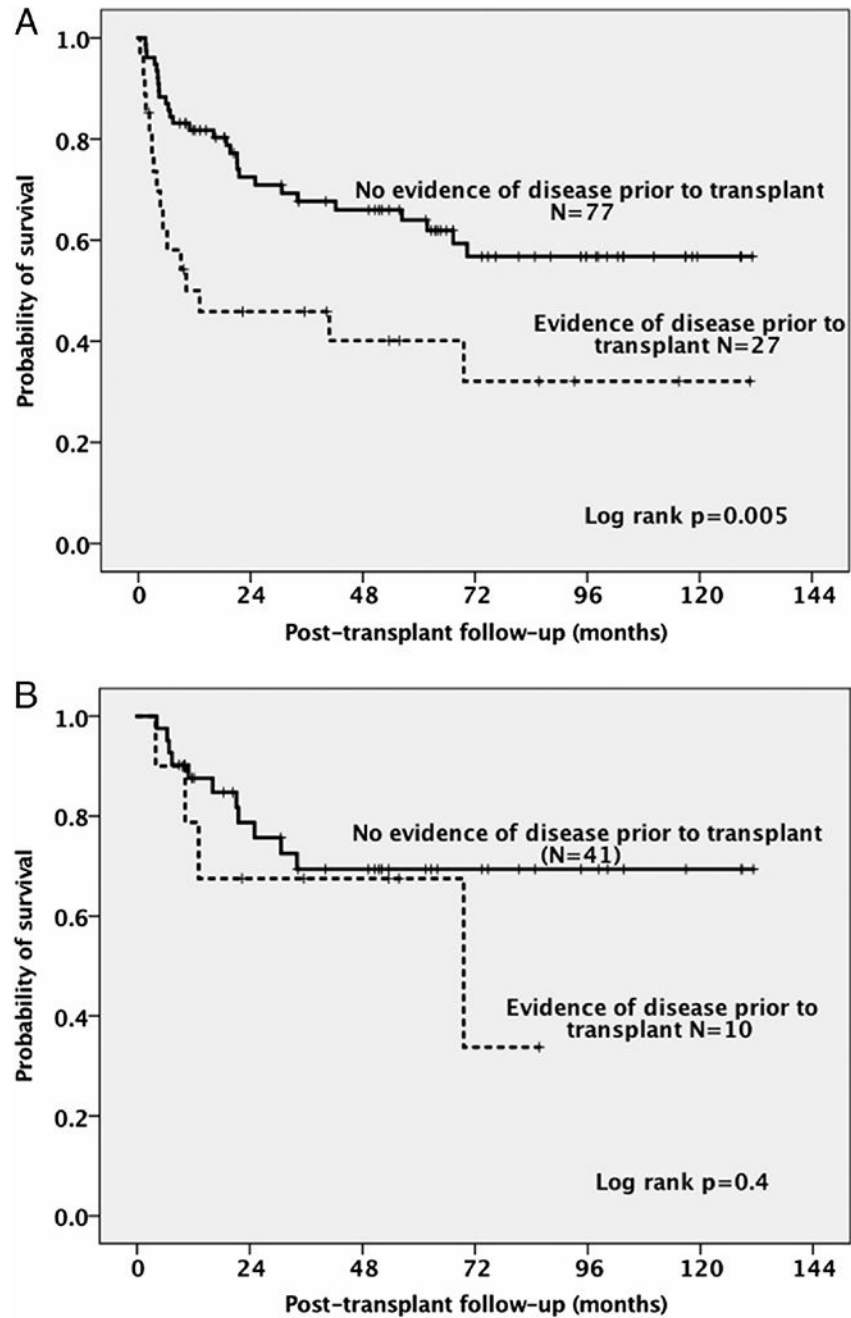 A
1.0
0.8
0.6
0.4
0.2
0.0
Probability of survival
No evidence of disease prior to transplant
N=77
Evidence of disease prior to
transplant N=27
Log rank p=0.005
0 24 48 72 96 120 144
Post-transplant follow-up (months)
B
1.0
0.8
0.6
0.4
0.2
0.0
Probability of survival
No evidence of disease prior to transplant
(N=41)
Evidence of disease prior to
transplant N=10
Log rank p=0.4
0 24 48 72 96 120 144
Post-transplant follow-up (months)